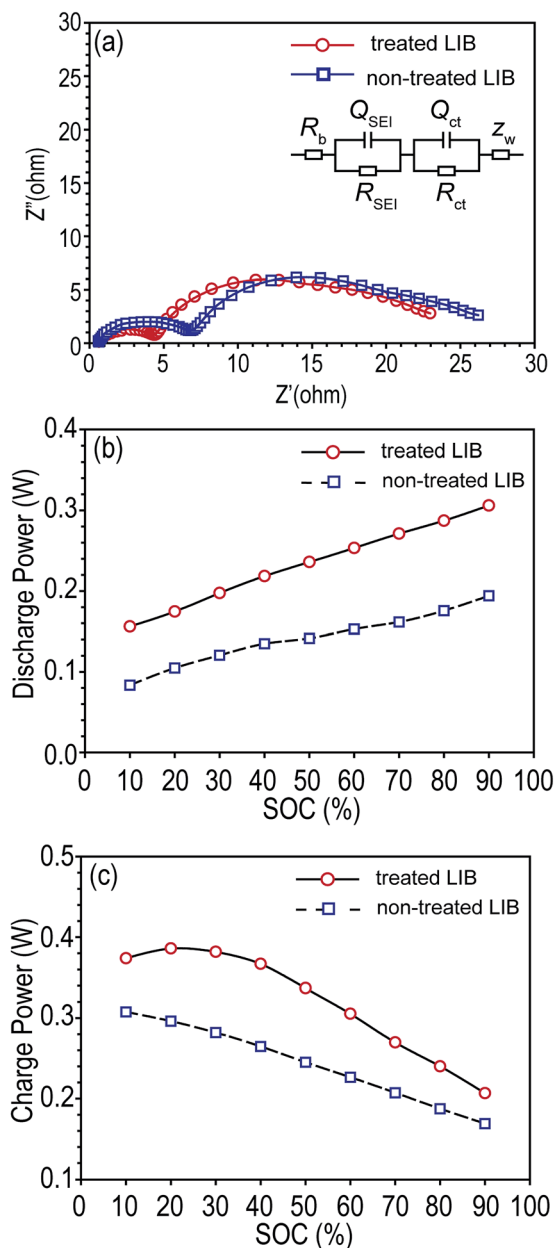 (a)
treated LIB
non-treated LIB
Q_SEI Q_ct
R_b z_w
R_SEI R_ct
30
25
20
15
10
5
0
Z''(ohm)
0 5 10 15 20 25 30
Z'(ohm)
(b)
treated LIB
non-treated LIB
0.4
0.3
0.2
0.1
0.0
Discharge Power (W)
0 10 20 30 40 50 60 70 80 90 100
SOC (%)
(c)
treated LIB
non-treated LIB
0.5
0.4
0.3
0.2
0.1
Charge Power (W)
0 10 20 30 40 50 60 70 80 90 100
SOC (%)